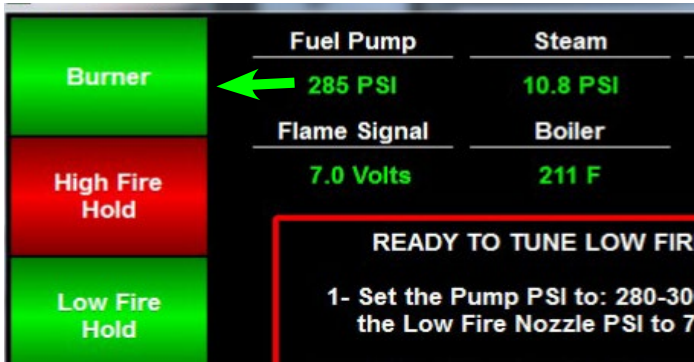 Burner
Fuel Pump
Steam
285 PSI
10.8 PSI
Flame Signal
Boiler
7.0 Volts
211 F
High Fire
Hold
Low Fire
Hold
READY TO TUNE LOW FIR
1- Set the Pump PSI to: 280-30
the Low Fire Nozzle PSI to 7